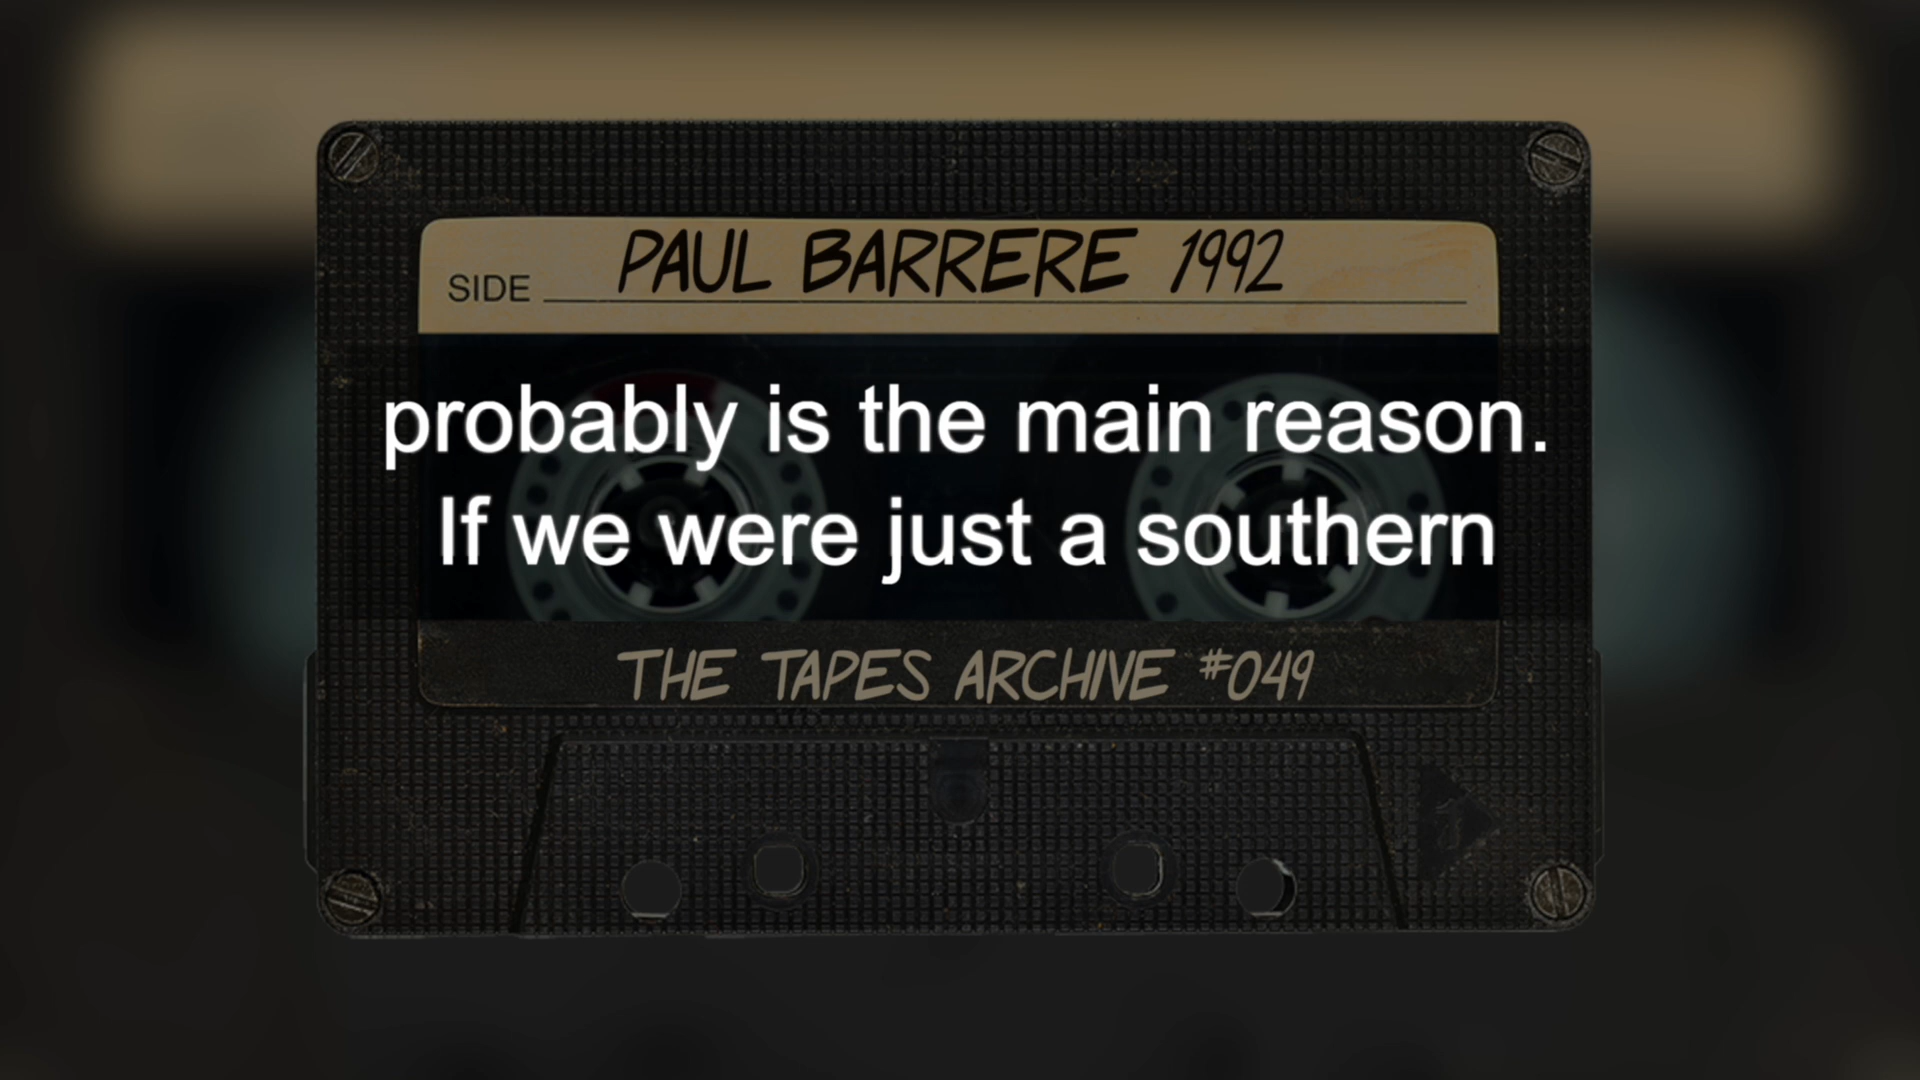 PAUL BARRERE 1992
SIDE
probably is the main reason.
If we were just a southern
THE TAPES ARCHIVE #049